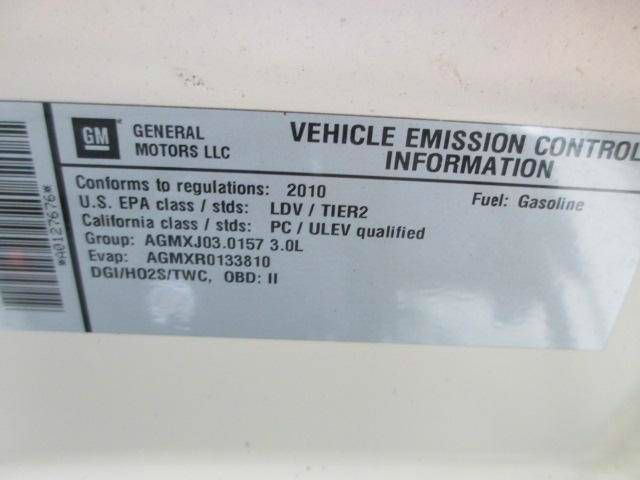 GM
GENERAL
MOTORS LLC
VEHICLE EMISSION CONTROL
INFORMATION
Conforms to regulations: 2010
Fuel: Gasoline
U.S. EPA class / stds: LDV / TIER2
California class / stds: PC / ULEV qualified
Group: AGMXJ03.0157 3.0L
Evap: AGMXR0133810
DGI/HO2S/TWC, OBD: II
*A0127676*